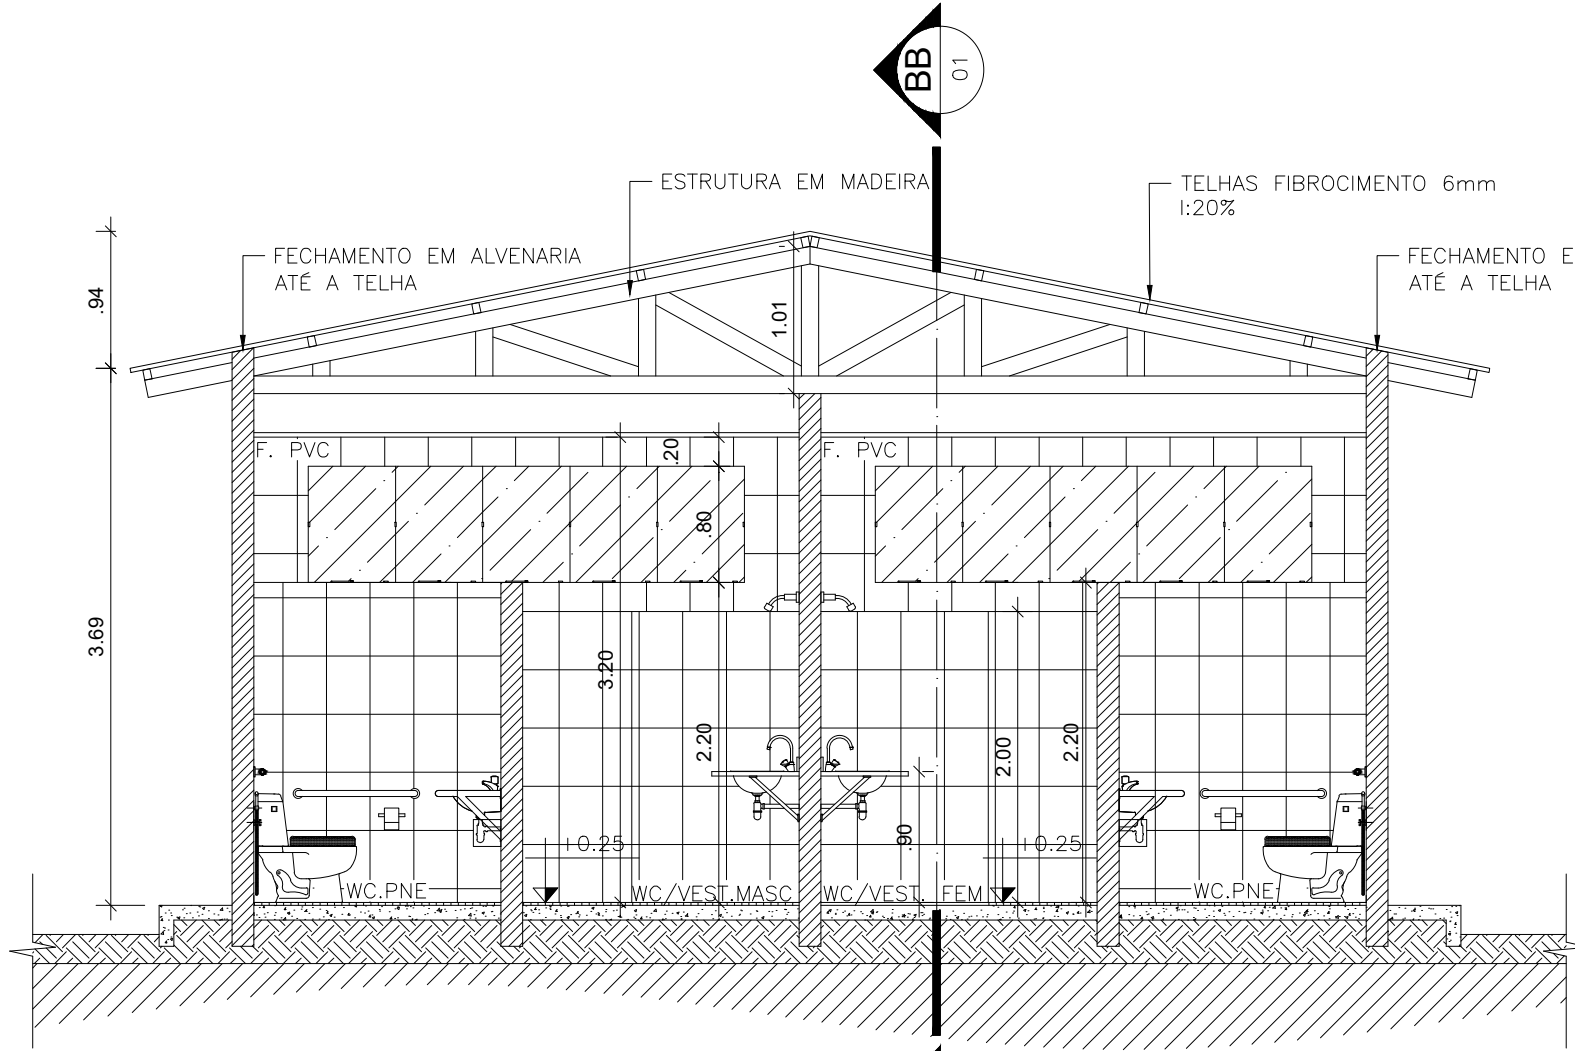 BB
01
ESTRUTURA EM MADEIRA
TELHAS FIBROCIMENTO 6mm
I:20%
FECHAMENTO EM ALVENARIA
ATÉ A TELHA
FECHAMENTO E
ATÉ A TELHA
.94
1.01
F. PVC
.20
F. PVC
.80
3.69
3.20
2.20
2.00
2.20
.90
+0.25
+0.25
WC.PNE
WC/VEST.MASC
WC/VEST. FEM
WC.PNE